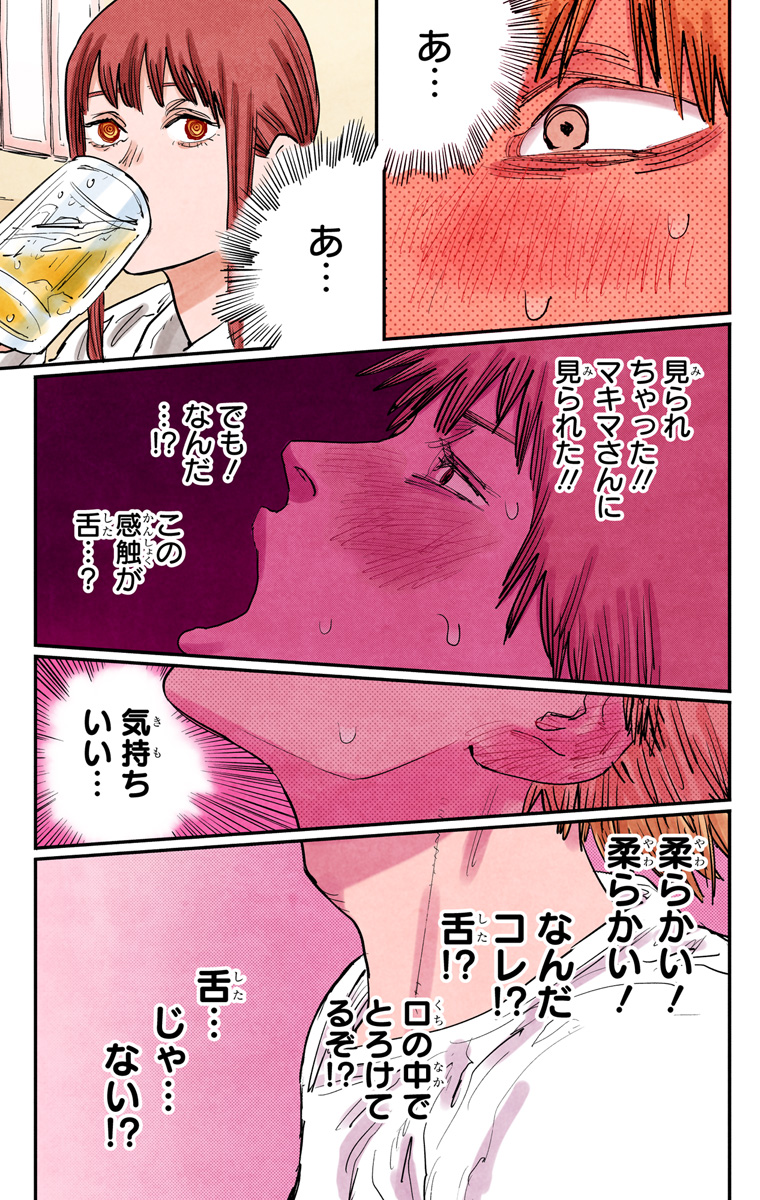 あ…
あ…
見られ
ちゃった!!
マキマさんに
見られた!!
でも!
なんだ
…!?
この
感触が
舌…?
気持ち
いい…
柔らかい!
柔らかい!
なんだ
コレ!?
舌!?
口の中で
とろけて
るぞ!?
舌…
じゃ…
ない!?